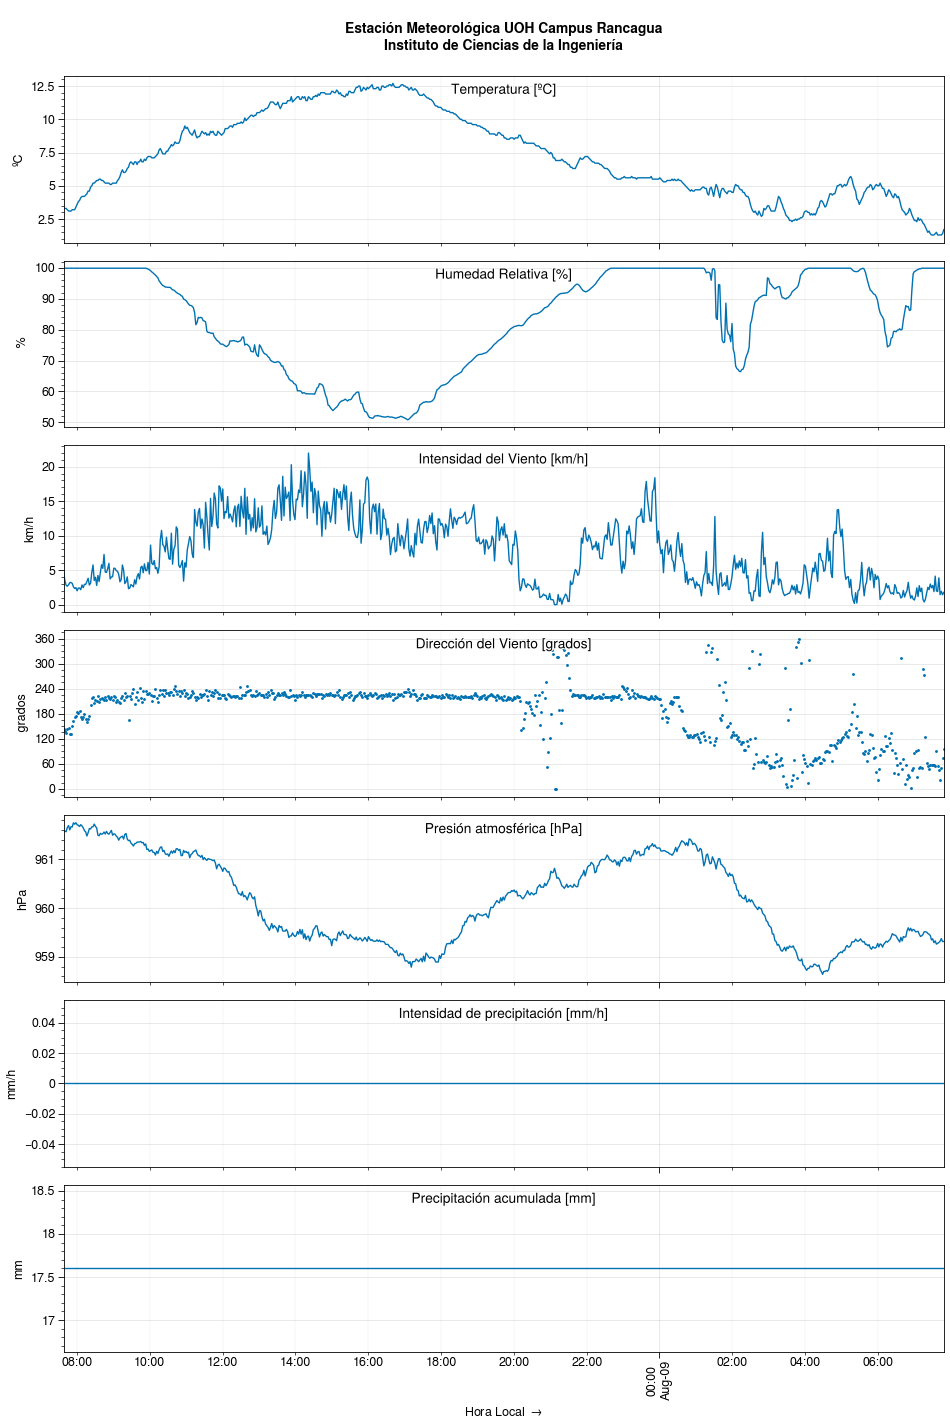 Estación Meteorológica UOH Campus Rancagua
Instituto de Ciencias de la Ingeniería
Temperatura [ºC]
ºC
12.5
10
7.5
5
2.5
Humedad Relativa [%]
%
100
90
80
70
60
50
Intensidad del Viento [km/h]
km/h
20
15
10
5
0
Dirección del Viento [grados]
grados
360
300
240
180
120
60
0
Presión atmosférica [hPa]
hPa
961
960
959
Intensidad de precipitación [mm/h]
mm/h
0.04
0.02
0
−0.02
−0.04
Precipitación acumulada [mm]
mm
18.5
18
17.5
17
08:00 10:00 12:00 14:00 16:00 18:00 20:00 22:00 00:00 02:00 04:00 06:00
Aug-09
Hora Local →